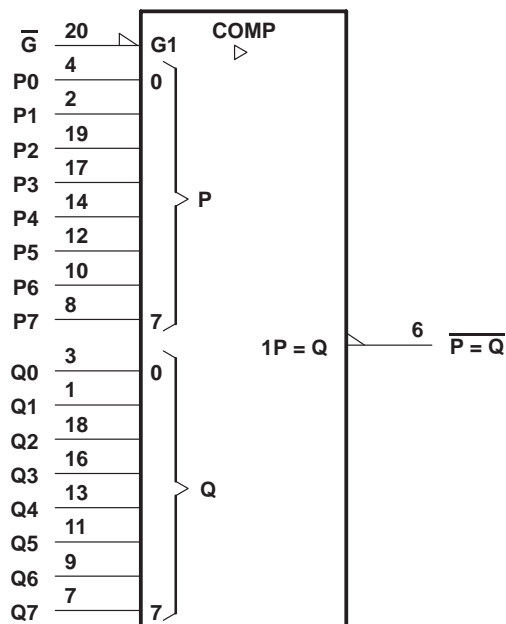 COMP
G̅ 20 G1
P0 4 0
P1 2
P2 19
P3 17
P4 14
P
P5 12
P6 10
P7 8 7
1P = Q 6 P̅ ̅=̅ ̅Q̅
Q0 3 0
Q1 1
Q2 18
Q3 16
Q4 13
Q
Q5 11
Q6 9
Q7 7 7